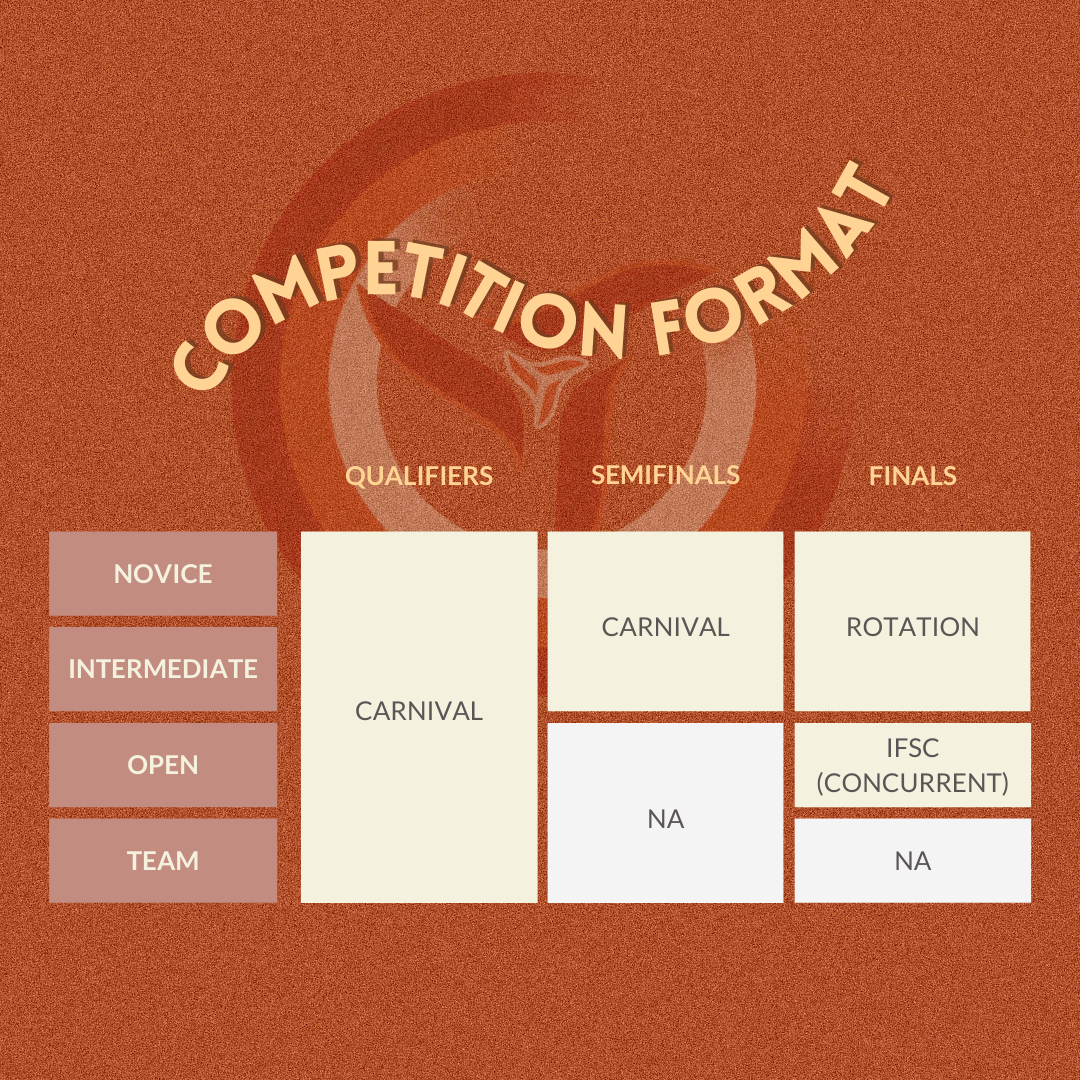 COMPETITION FORMAT
QUALIFIERS SEMIFINALS FINALS
NOVICE
INTERMEDIATE
OPEN
TEAM
CARNIVAL
CARNIVAL
NA
ROTATION
IFSC
(CONCURRENT)
NA